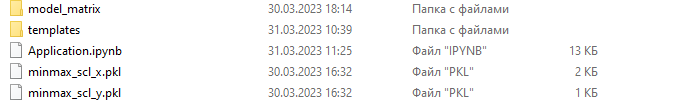 model_matrix 30.03.2023 18:14 Папка с файлами
templates 31.03.2023 10:39 Папка с файлами
Application.ipynb 31.03.2023 11:25 Файл "IPYNB" 13 КБ
minmax_scl_x.pkl 30.03.2023 16:32 Файл "PKL" 2 КБ
minmax_scl_y.pkl 30.03.2023 16:32 Файл "PKL" 1 КБ